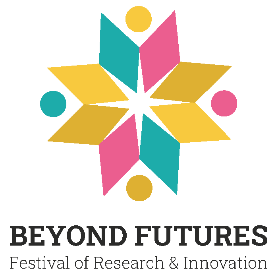 BEYOND FUTURES
Festival of Research & Innovation